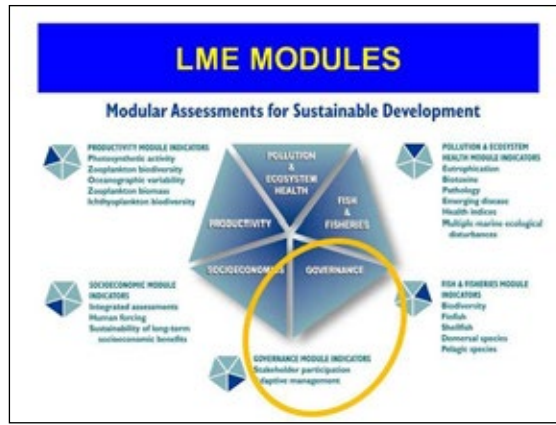 LME MODULES
Modular Assessments for Sustainable Development
PRODUCTIVITY MODULE INDICATORS
Photosynthetic activity
Zooplankton biodiversity
Oceanographic variability
Zooplankton biomass
Ichthyoplankton biodiversity
POLLUTION
&
ECOSYSTEM
HEALTH
POLLUTION & ECOSYSTEM
HEALTH MODULE INDICATORS
Eutrophication
Biotoxins
Pathology
Emerging disease
Health indices
Multiple marine ecological
disturbances
PRODUCTIVITY
FISH
&
FISHERIES
SOCIOECONOMICS
GOVERNANCE
SOCIOECONOMIC MODULE
INDICATORS
Integrated assessments
Human forcing
Sustainability of long-term
socioeconomic benefits
FISH & FISHERIES MODULE
INDICATORS
Biodiversity
Finfish
Shellfish
Demersal species
Pelagic species
GOVERNANCE MODULE INDICATORS
Stakeholder participation
Adaptive management